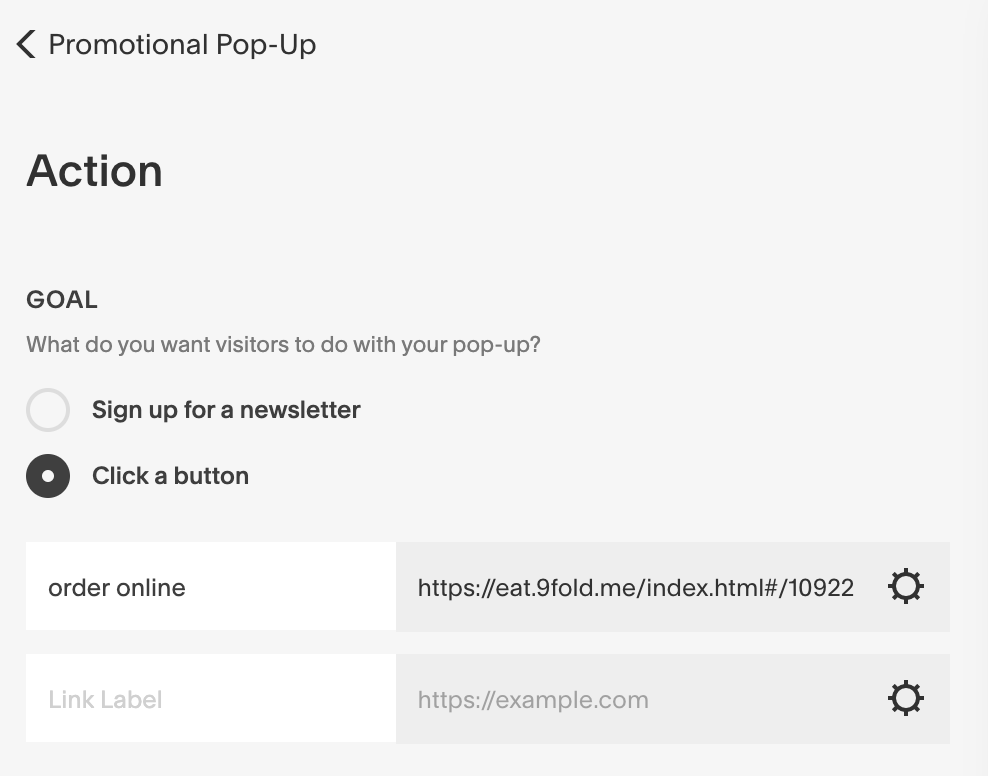 Promotional Pop-Up
Action
GOAL
What do you want visitors to do with your pop-up?
Sign up for a newsletter
Click a button
order online
https://eat.9fold.me/index.html#/10922
Link Label
https://example.com